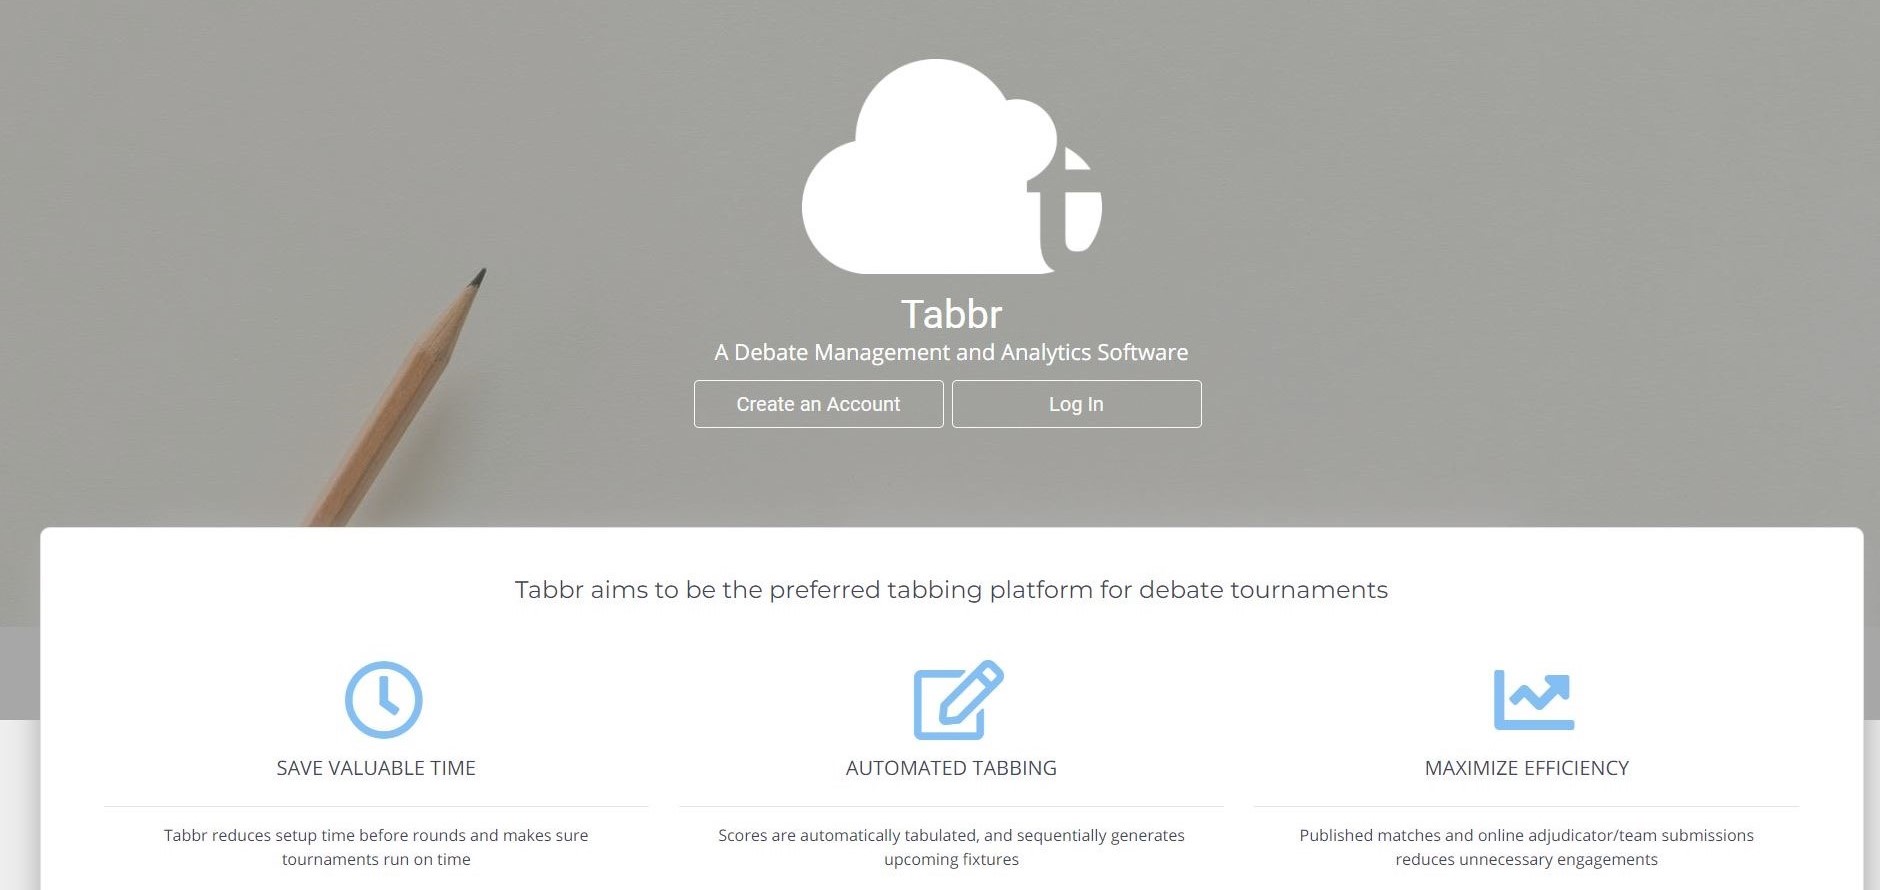 t
Tabbr
A Debate Management and Analytics Software
Create an Account
Log In
Tabbr aims to be the preferred tabbing platform for debate tournaments
SAVE VALUABLE TIME
Tabbr reduces setup time before rounds and makes sure
tournaments run on time
AUTOMATED TABBING
Scores are automatically tabulated, and sequentially generates
upcoming fixtures
MAXIMIZE EFFICIENCY
Published matches and online adjudicator/team submissions
reduces unnecessary engagements